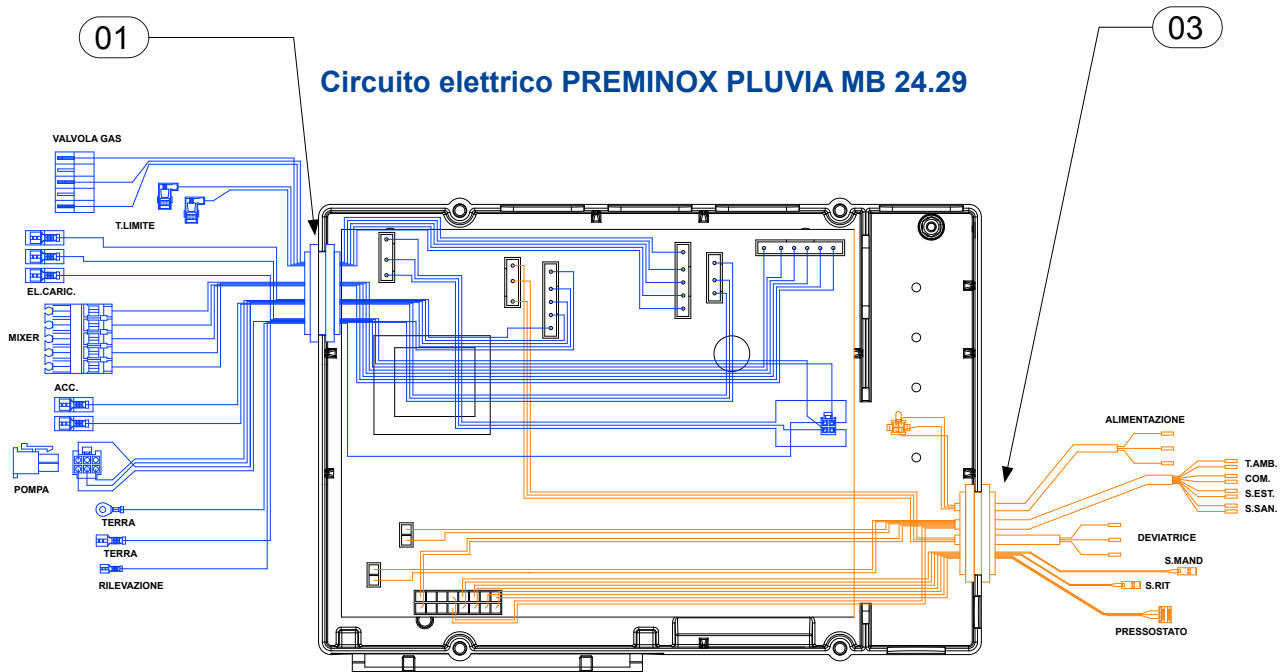 01
03
Circuito elettrico PREMINOX PLUVIA MB 24.29
VALVOLA GAS
T.LIMITE
EL.CARIC.
MIXER
ACC.
POMPA
TERRA
TERRA
RILEVAZIONE
ALIMENTAZIONE
T.AMB.
COM.
S.EST.
S.SAN.
DEVIATRICE
S.MAND
S.RIT
PRESSOSTATO